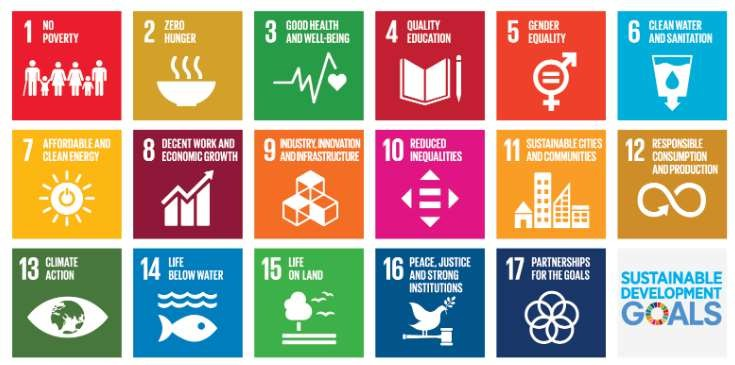 1 NO
POVERTY
2 ZERO
HUNGER
3 GOOD HEALTH
AND WELL-BEING
4 QUALITY
EDUCATION
5 GENDER
EQUALITY
6 CLEAN WATER
AND SANITATION
7 AFFORDABLE AND
CLEAN ENERGY
8 DECENT WORK AND
ECONOMIC GROWTH
9 INDUSTRY, INNOVATION
AND INFRASTRUCTURE
10 REDUCED
INEQUALITIES
11 SUSTAINABLE CITIES
AND COMMUNITIES
12 RESPONSIBLE
CONSUMPTION
AND PRODUCTION
13 CLIMATE
ACTION
14 LIFE
BELOW WATER
15 LIFE
ON LAND
16 PEACE, JUSTICE
AND STRONG
INSTITUTIONS
17 PARTNERSHIPS
FOR THE GOALS
SUSTAINABLE
DEVELOPMENT
GOALS